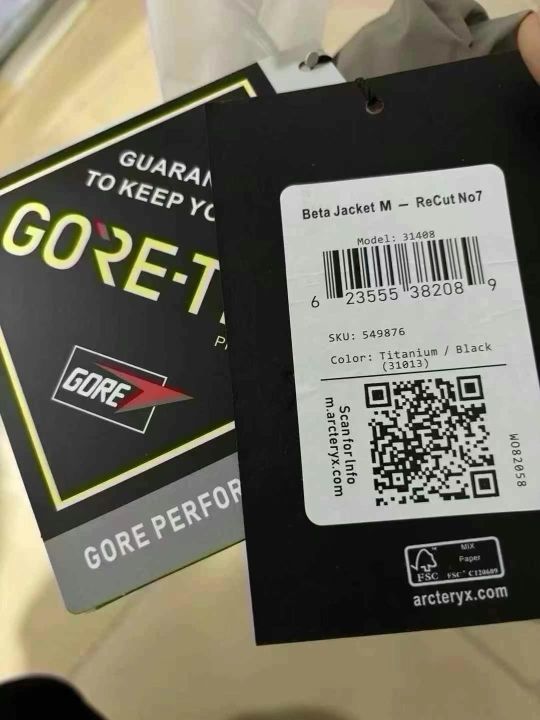 GUARAN
TO KEEP YO
GORE-T
GORE
GORE PERFOR
Beta Jacket M — ReCut No7
Model: 31408
6 23555 38208 9
SKU: 549876
Color: Titanium / Black
(31013)
Scan for Info
m.arcteryx.com
WO82058
MIX
Paper
FSC
FSC® C120609
arcteryx.com